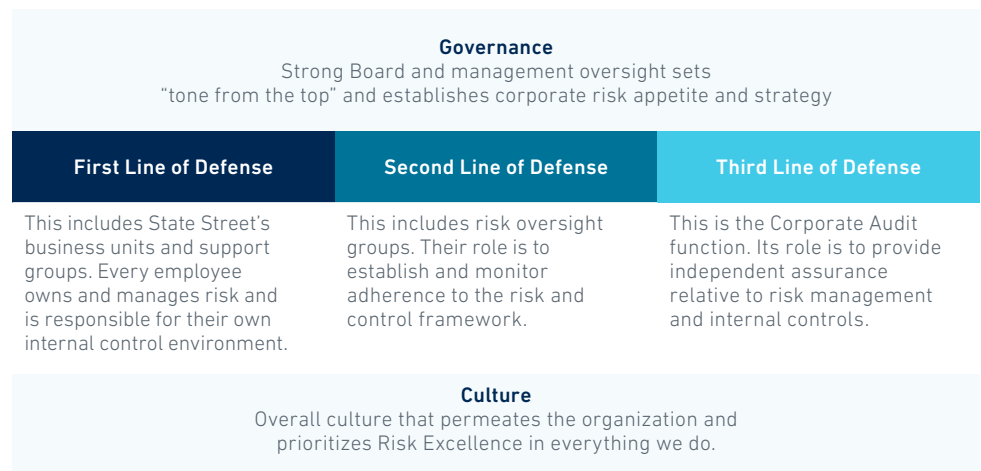 Governance
Strong Board and management oversight sets
“tone from the top” and establishes corporate risk appetite and strategy
First Line of Defense
This includes State Street’s
business units and support
groups. Every employee
owns and manages risk and
is responsible for their own
internal control environment.
Second Line of Defense
This includes risk oversight
groups. Their role is to
establish and monitor
adherence to the risk and
control framework.
Third Line of Defense
This is the Corporate Audit
function. Its role is to provide
independent assurance
relative to risk management
and internal controls.
Culture
Overall culture that permeates the organization and
prioritizes Risk Excellence in everything we do.